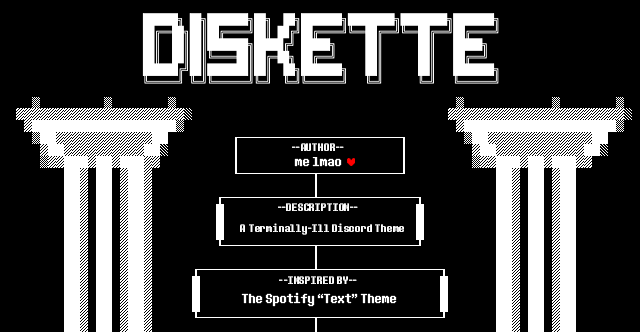 DISKETTE
--AUTHOR--
me lmao ♥
--DESCRIPTION--
A Terminally-Ill Discord Theme
--INSPIRED BY--
The Spotify “Text” Theme